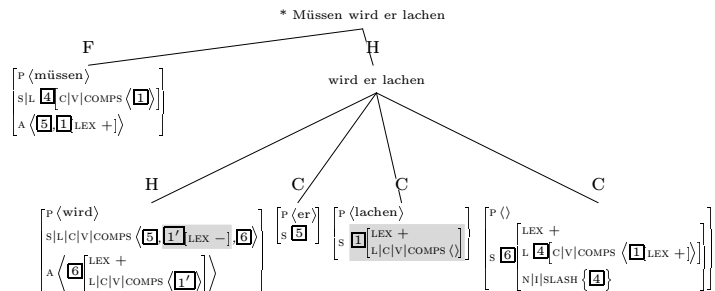 * Müssen wird er lachen
F H
P ⟨müssen⟩
S|L 4[C|V|COMPS ⟨1⟩]
A ⟨5,1[LEX +]⟩
wird er lachen
H C C C
P ⟨wird⟩
S|L|C|V|COMPS ⟨5,1′[LEX −],6⟩
A ⟨6[LEX +
L|C|V|COMPS ⟨1′⟩]⟩
P ⟨er⟩
S 5
P ⟨lachen⟩
S 1[LEX +
L|C|V|COMPS ⟨⟩]
P ⟨⟩
S 6[LEX +
L 4[C|V|COMPS ⟨1[LEX +]⟩]
N|I|SLASH {4}]